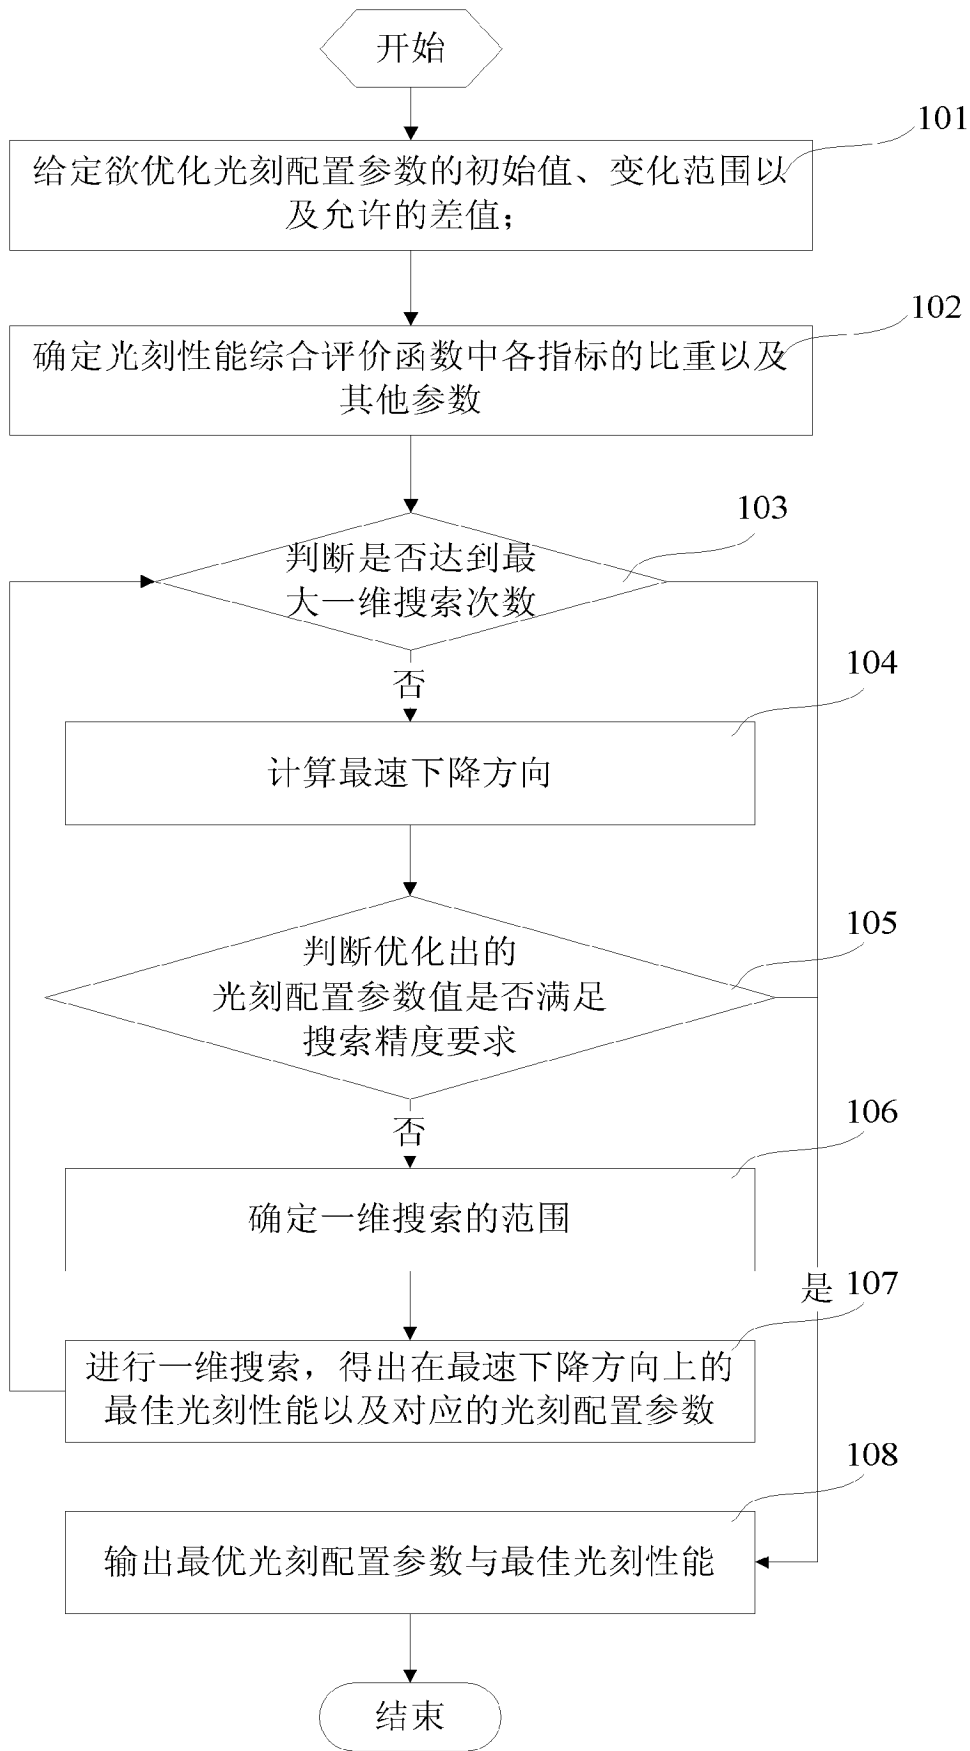 开始
101
给定欲优化光刻配置参数的初始值、变化范围以
及允许的差值；
102
确定光刻性能综合评价函数中各指标的比重以及
其他参数
103
判断是否达到最
大一维搜索次数
否
104
计算最速下降方向
105
判断优化出的
光刻配置参数值是否满足
搜索精度要求
否
106
确定一维搜索的范围
是
107
进行一维搜索，得出在最速下降方向上的
最佳光刻性能以及对应的光刻配置参数
108
输出最优光刻配置参数与最佳光刻性能
结束